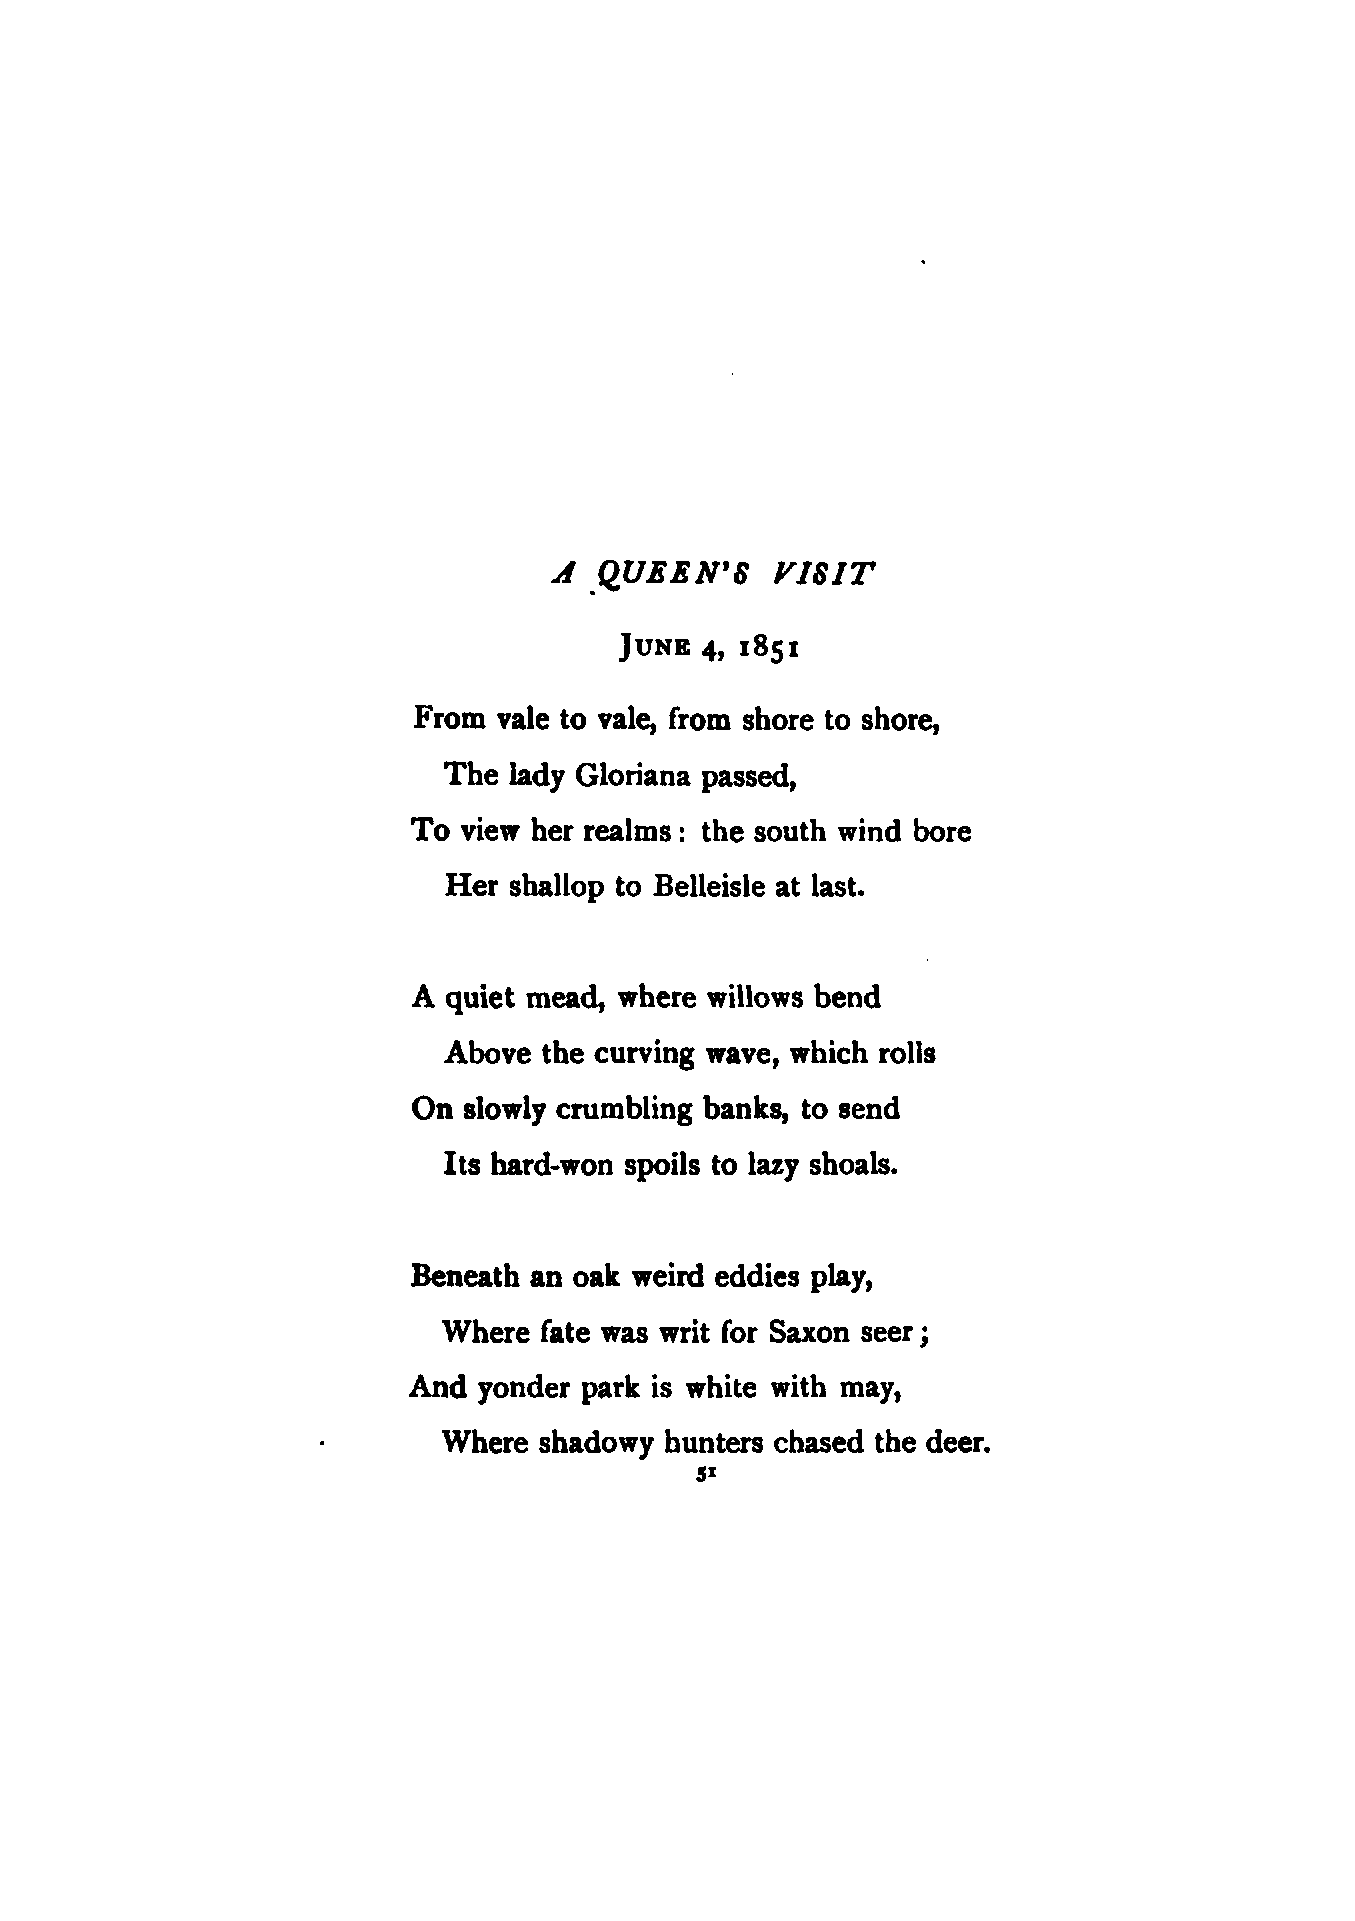 A QUEEN'S VISIT
JUNE 4, 1851
From vale to vale, from shore to shore,
The lady Gloriana passed,
To view her realms: the south wind bore
Her shallop to Belleisle at last.
A quiet mead, where willows bend
Above the curving wave, which rolls
On slowly crumbling banks, to send
Its hard-won spoils to lazy shoals.
Beneath an oak weird eddies play,
Where fate was writ for Saxon seer;
And yonder park is white with may,
Where shadowy hunters chased the deer.
51